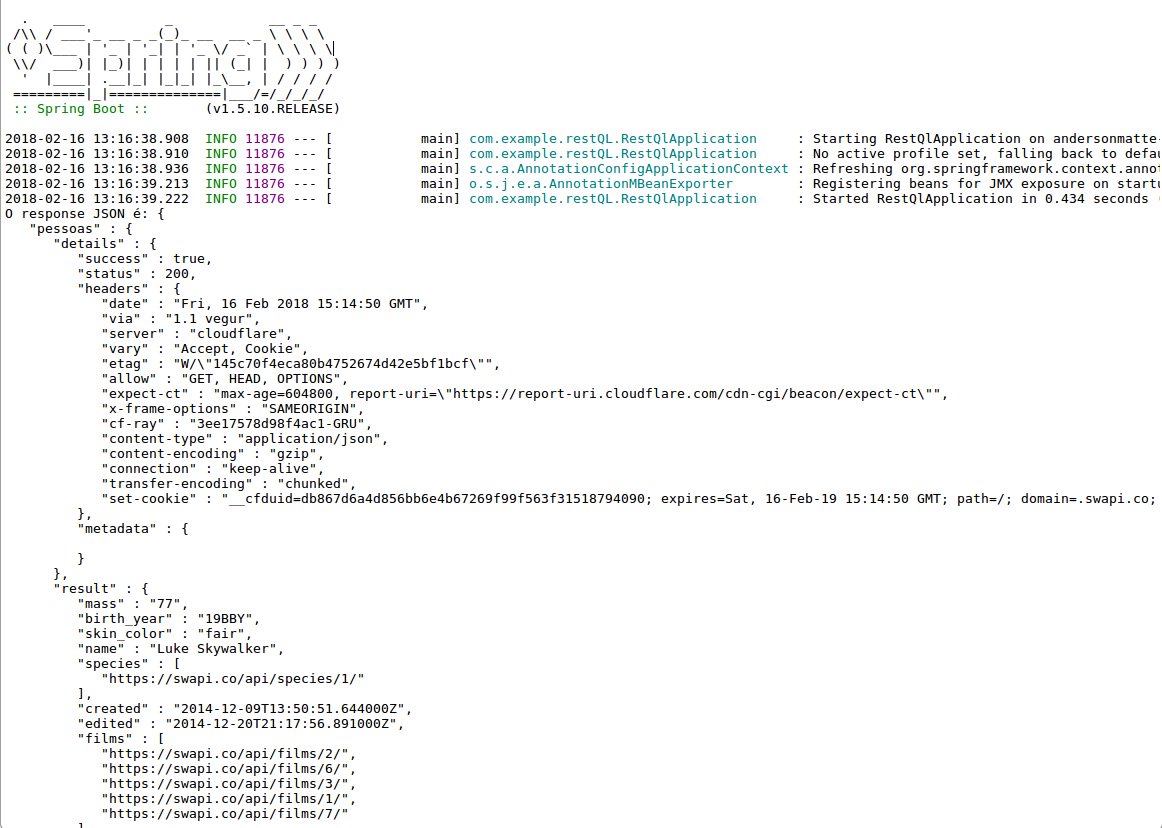 .   ____          _            __ _ _
 /\\ / ___'_ __ _ _(_)_ __  __ _ \ \ \ \
( ( )\___ | '_ | '_| | '_ \/ _` | \ \ \ \
 \\/  ___)| |_)| | | | | || (_| |  ) ) ) )
  '  |____| .__|_| |_|_| |_\__, | / / / /
 =========|_|==============|___/=/_/_/_/
 :: Spring Boot ::       (v1.5.10.RELEASE)
2018-02-16 13:16:38.908  INFO 11876 --- [           main] com.example.restQL.RestQlApplication     : Starting RestQlApplication on andersonmatte-
2018-02-16 13:16:38.910  INFO 11876 --- [           main] com.example.restQL.RestQlApplication     : No active profile set, falling back to defau
2018-02-16 13:16:38.936  INFO 11876 --- [           main] s.c.a.AnnotationConfigApplicationContext : Refreshing org.springframework.context.annot
2018-02-16 13:16:39.213  INFO 11876 --- [           main] o.s.j.e.a.AnnotationMBeanExporter        : Registering beans for JMX exposure on startu
2018-02-16 13:16:39.222  INFO 11876 --- [           main] com.example.restQL.RestQlApplication     : Started RestQlApplication in 0.434 seconds (
O response JSON é: {
   "pessoas" : {
      "details" : {
         "success" : true,
         "status" : 200,
         "headers" : {
            "date" : "Fri, 16 Feb 2018 15:14:50 GMT",
            "via" : "1.1 vegur",
            "server" : "cloudflare",
            "vary" : "Accept, Cookie",
            "etag" : "W/\"145c70f4eca80b4752674d42e5bf1bcf\"",
            "allow" : "GET, HEAD, OPTIONS",
            "expect-ct" : "max-age=604800, report-uri=\"https://report-uri.cloudflare.com/cdn-cgi/beacon/expect-ct\"",
            "x-frame-options" : "SAMEORIGIN",
            "cf-ray" : "3ee17578d98f4ac1-GRU",
            "content-type" : "application/json",
            "content-encoding" : "gzip",
            "connection" : "keep-alive",
            "transfer-encoding" : "chunked",
            "set-cookie" : "__cfduid=db867d6a4d856bb6e4b67269f99f563f31518794090; expires=Sat, 16-Feb-19 15:14:50 GMT; path=/; domain=.swapi.co;
         },
         "metadata" : {
         }
      },
      "result" : {
         "mass" : "77",
         "birth_year" : "19BBY",
         "skin_color" : "fair",
         "name" : "Luke Skywalker",
         "species" : [
            "https://swapi.co/api/species/1/"
         ],
         "created" : "2014-12-09T13:50:51.644000Z",
         "edited" : "2014-12-20T21:17:56.891000Z",
         "films" : [
            "https://swapi.co/api/films/2/",
            "https://swapi.co/api/films/6/",
            "https://swapi.co/api/films/3/",
            "https://swapi.co/api/films/1/",
            "https://swapi.co/api/films/7/"
         ]